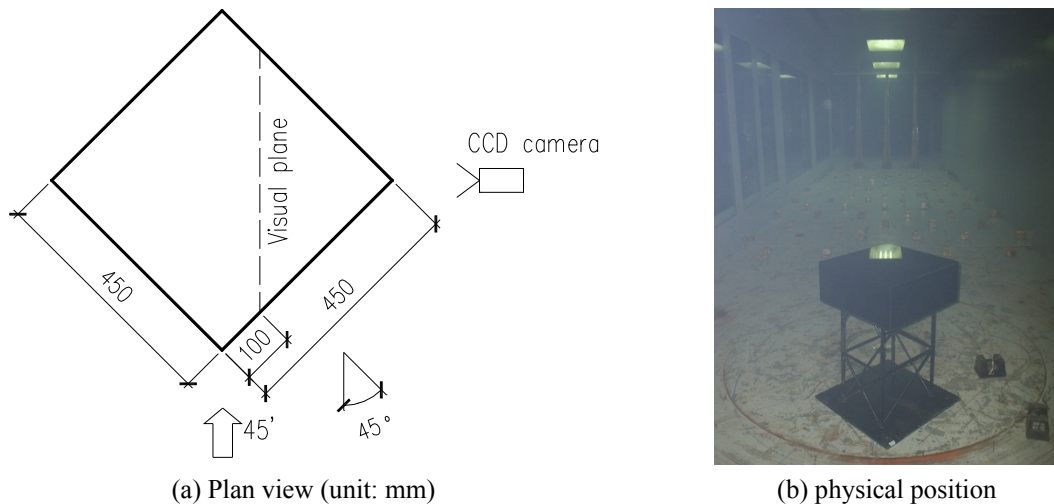 CCD camera
Visual plane
450
450
100
45'
45°
(a) Plan view (unit: mm)
(b) physical position